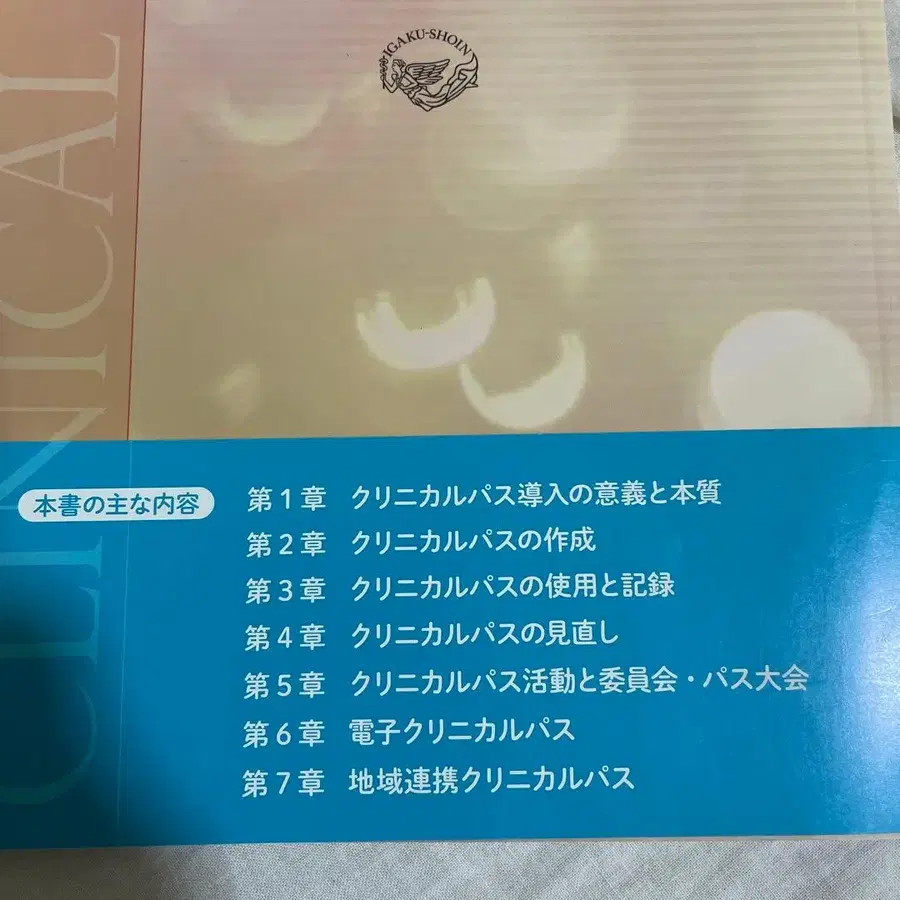 IGAKU-SHOIN
CLINICAL
本書の主な内容
第1章 クリニカルパス導入の意義と本質
第2章 クリニカルパスの作成
第3章 クリニカルパスの使用と記録
第4章 クリニカルパスの見直し
第5章 クリニカルパス活動と委員会・パス大会
第6章 電子クリニカルパス
第7章 地域連携クリニカルパス